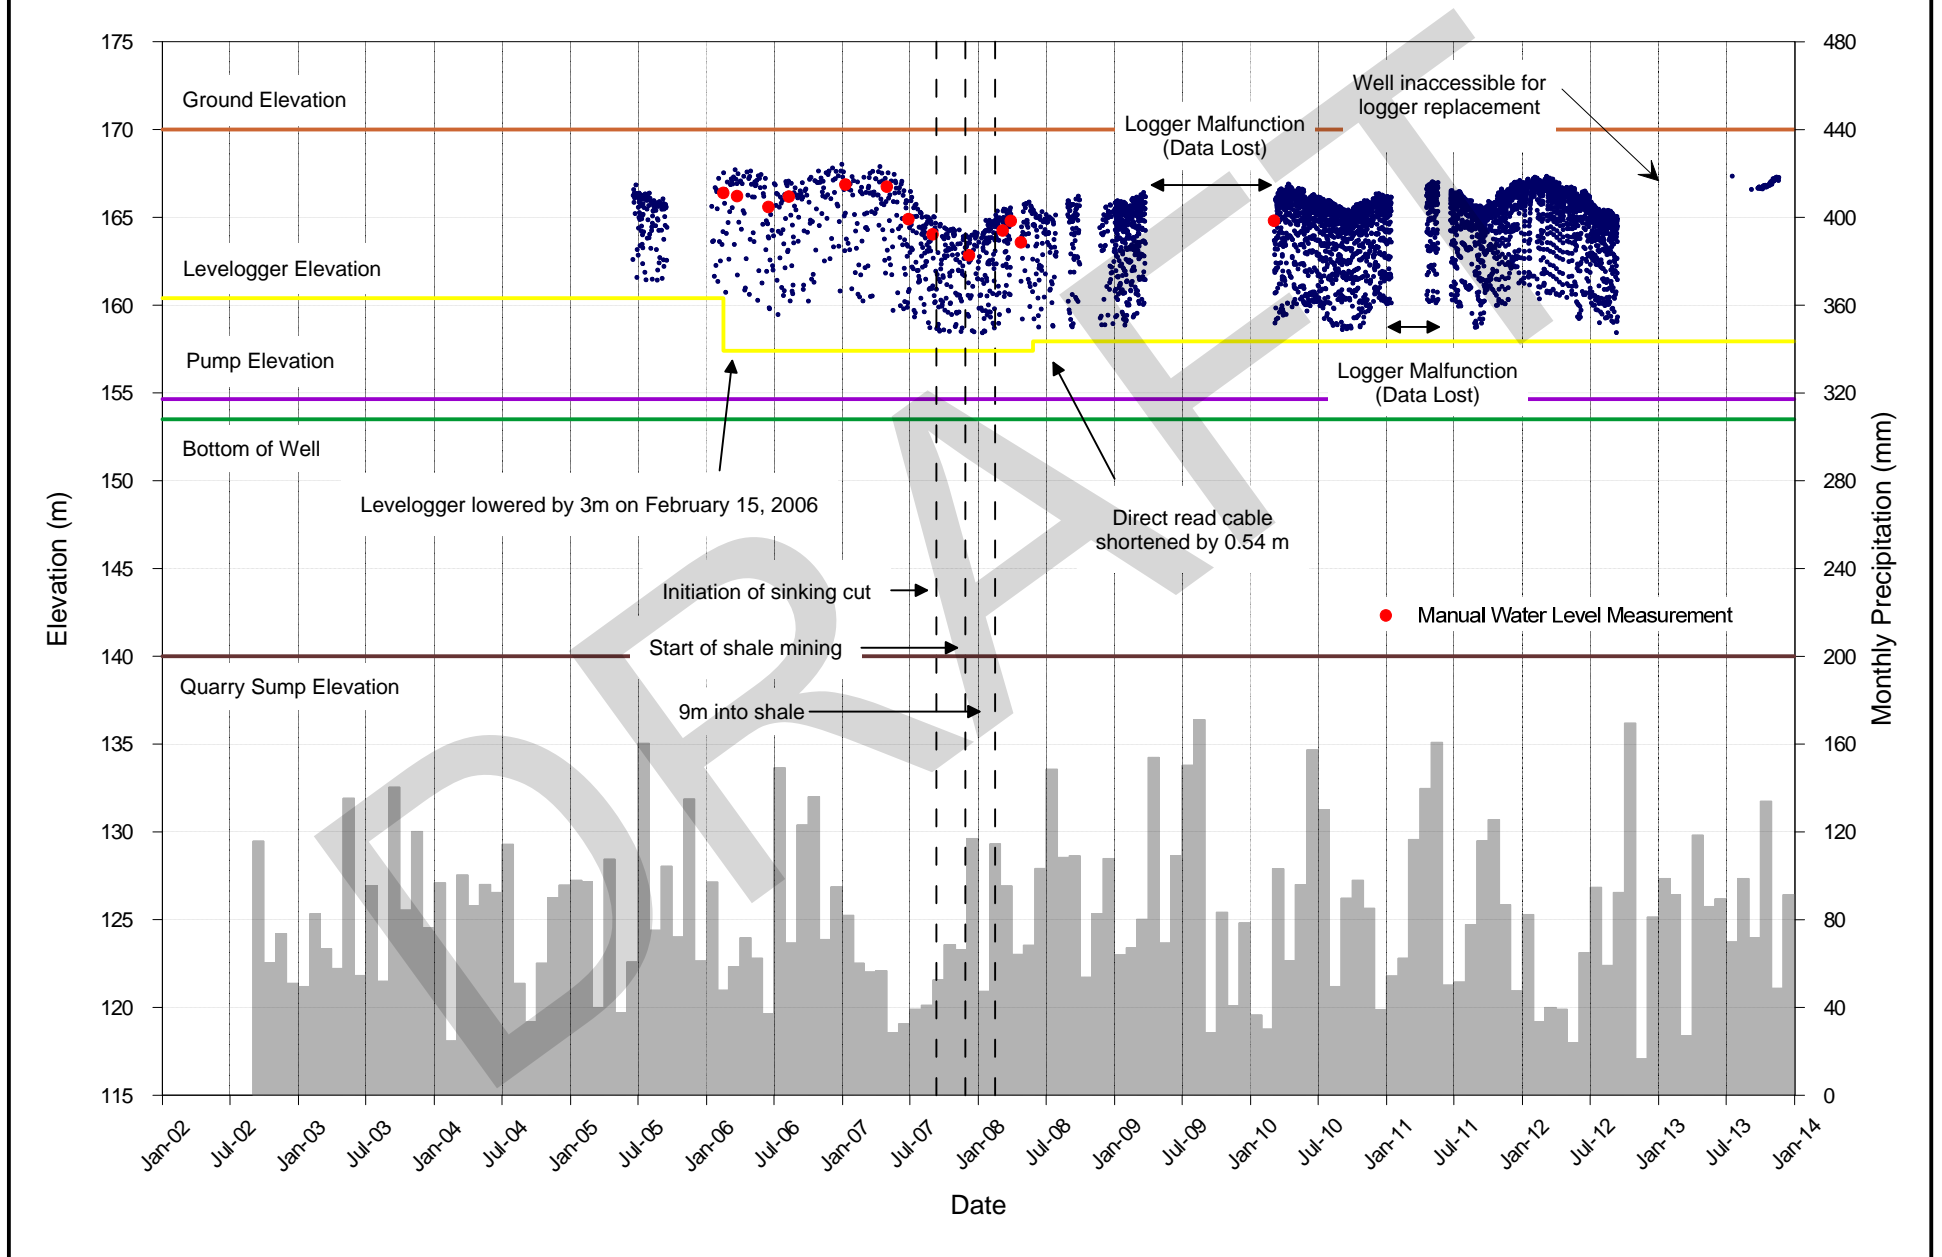 175
170
165
160
155
150
145
140
135
130
125
120
115
480
440
400
360
320
280
240
200
160
120
80
40
0
Elevation (m)
Monthly Precipitation (mm)
Ground Elevation
Well inaccessible for
logger replacement
Logger Malfunction
(Data Lost)
Levelogger Elevation
Pump Elevation
Logger Malfunction
(Data Lost)
Bottom of Well
Levelogger lowered by 3m on February 15, 2006
Direct read cable
shortened by 0.54 m
Initiation of sinking cut
Manual Water Level Measurement
Start of shale mining
Quarry Sump Elevation
9m into shale
DRAFT
Jan-02
Jul-02
Jan-03
Jul-03
Jan-04
Jul-04
Jan-05
Jul-05
Jan-06
Jul-06
Jan-07
Jul-07
Jan-08
Jul-08
Jan-09
Jul-09
Jan-10
Jul-10
Jan-11
Jul-11
Jan-12
Jul-12
Jan-13
Jul-13
Jan-14
Date